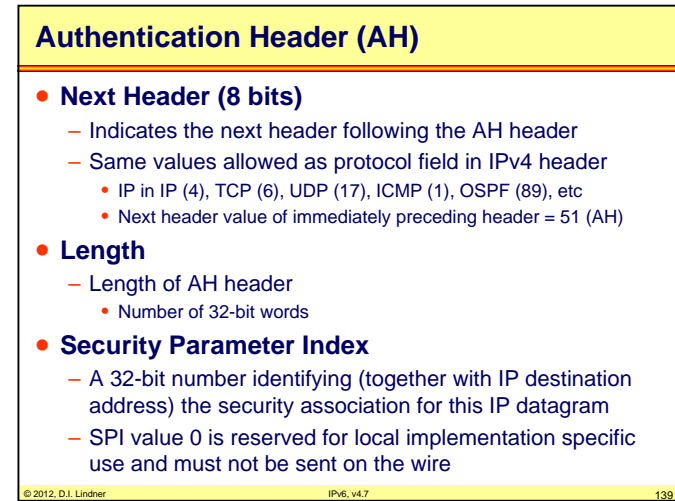 Authentication Header (AH)
• Next Header (8 bits)
– Indicates the next header following the AH header
– Same values allowed as protocol field in IPv4 header
• IP in IP (4), TCP (6), UDP (17), ICMP (1), OSPF (89), etc
• Next header value of immediately preceding header = 51 (AH)
• Length
– Length of AH header
• Number of 32-bit words
• Security Parameter Index
– A 32-bit number identifying (together with IP destination
address) the security association for this IP datagram
– SPI value 0 is reserved for local implementation specific
use and must not be sent on the wire
© 2012, D.I. Lindner IPv6, v4.7 139